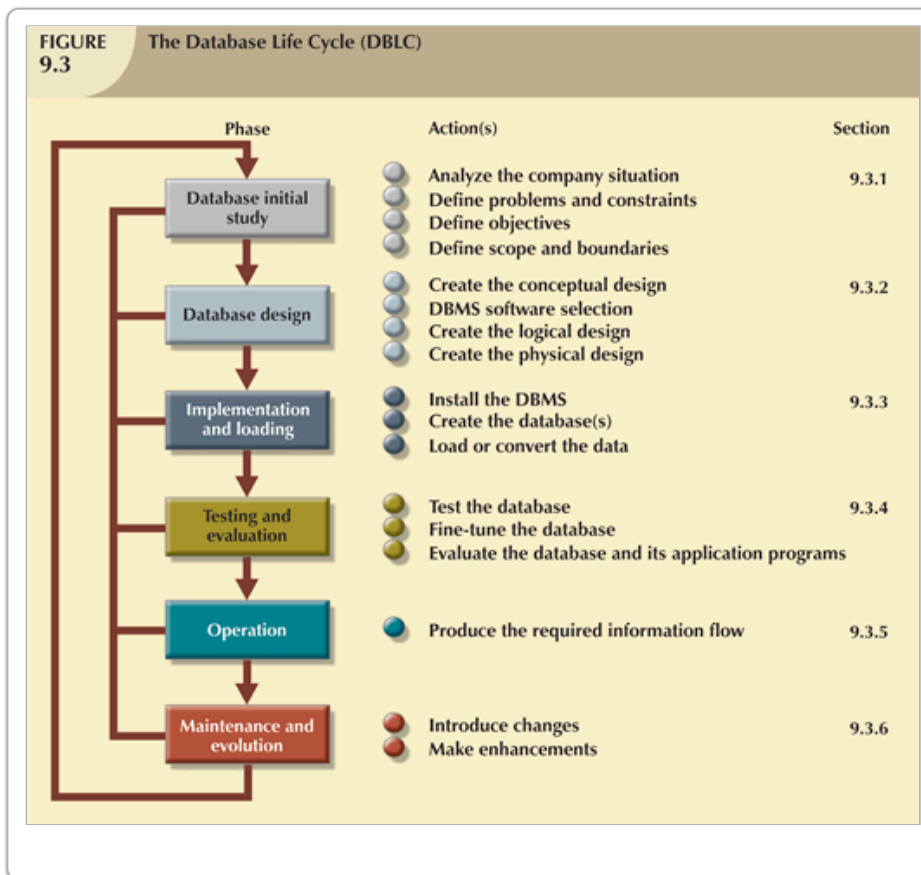 FIGURE
9.3
The Database Life Cycle (DBLC)
Phase
Action(s)
Section
Database initial
study
Analyze the company situation
Define problems and constraints
Define objectives
Define scope and boundaries
9.3.1
Database design
Create the conceptual design
DBMS software selection
Create the logical design
Create the physical design
9.3.2
Implementation
and loading
Install the DBMS
Create the database(s)
Load or convert the data
9.3.3
Testing and
evaluation
Test the database
Fine-tune the database
Evaluate the database and its application programs
9.3.4
Operation
Produce the required information flow
9.3.5
Maintenance and
evolution
Introduce changes
Make enhancements
9.3.6